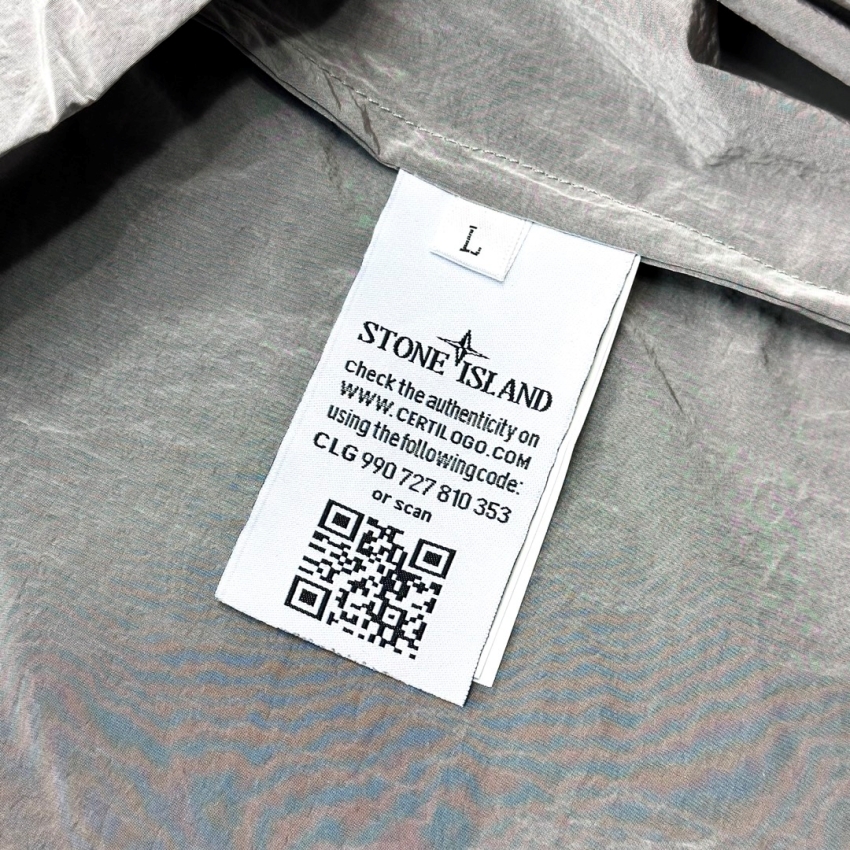 L
STONE ISLAND
check the authenticity on
WWW.CERTILOGO.COM
using the following code:
CLG 990 727 810 353
or scan